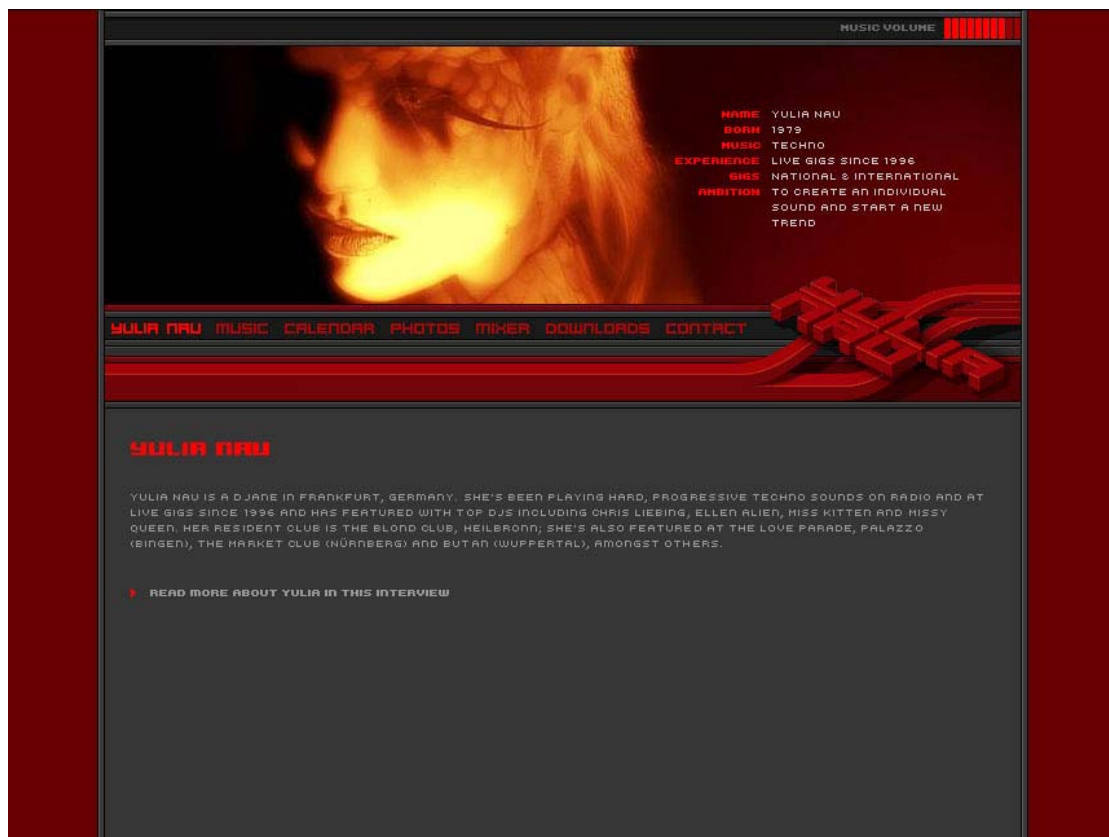 MUSIC VOLUME
NAME YULIA NAU
BORN 1979
MUSIC TECHNO
EXPERIENCE LIVE GIGS SINCE 1996
GIGS NATIONAL & INTERNATIONAL
AMBITION TO CREATE AN INDIVIDUAL
SOUND AND START A NEW
TREND
YULIA NAU MUSIC CALENDAR PHOTOS MIXER DOWNLOADS CONTACT
YULIA
NAU
YULIA NAU
YULIA NAU IS A DJANE IN FRANKFURT, GERMANY. SHE'S BEEN PLAYING HARD, PROGRESSIVE TECHNO SOUNDS ON RADIO AND AT
LIVE GIGS SINCE 1996 AND HAS FEATURED WITH TOP DJS INCLUDING CHRIS LIEBING, ELLEN ALIEN, MISS KITTEN AND MISSY
QUEEN. HER RESIDENT CLUB IS THE BLOND CLUB, HEILBRONN; SHE'S ALSO FEATURED AT THE LOVE PARADE, PALAZZO
(BINGEN), THE MARKET CLUB (NÜRNBERG) AND BUTAN (WUPPERTAL), AMONGST OTHERS.
READ MORE ABOUT YULIA IN THIS INTERVIEW